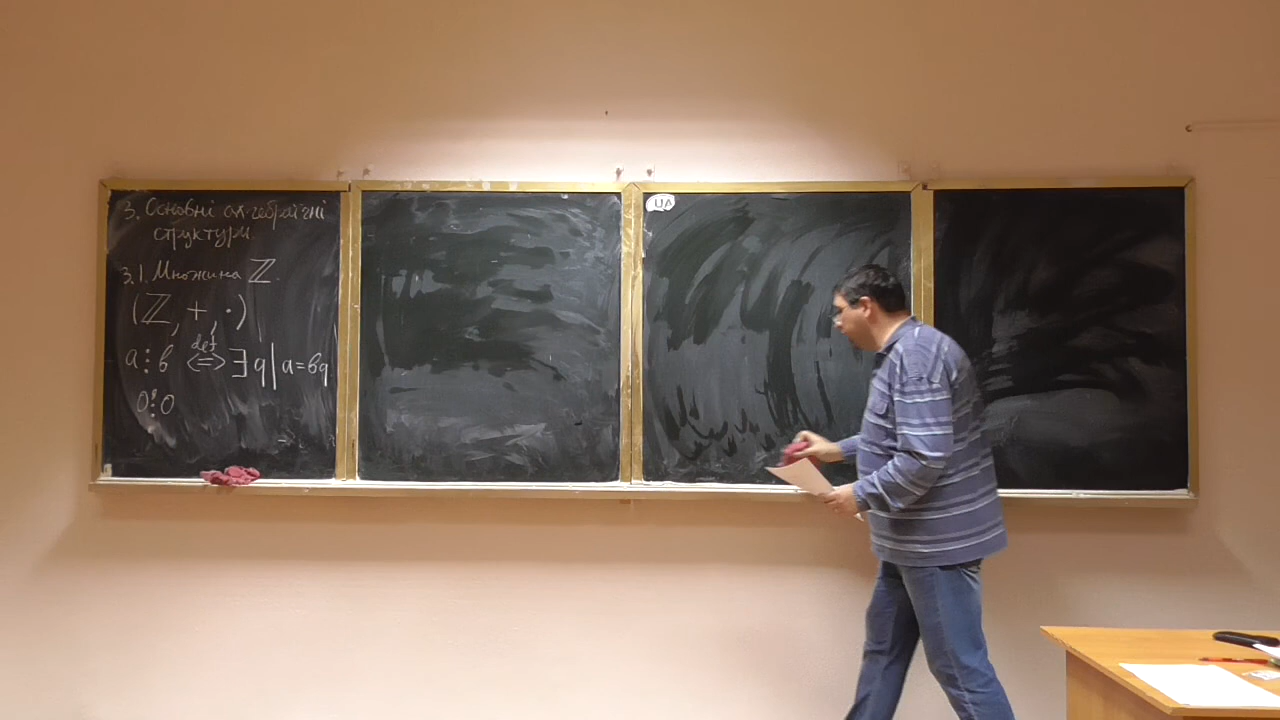 3. Основні алгебраїчні
структури.
3.1. Множина ℤ.
(ℤ, +, ·)
a ⋮ b ⟺ def ∃ q | a = bq
0 ⋮ 0
UA